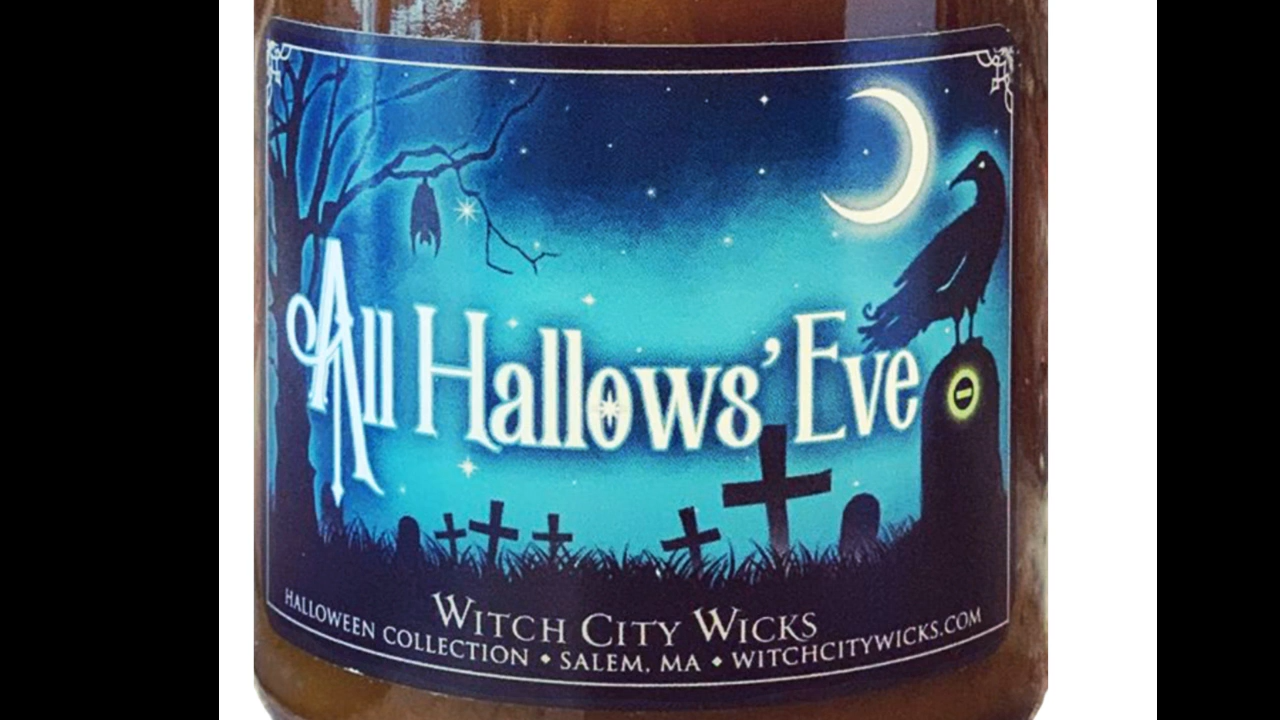 All Hallows' Eve
Witch City Wicks
Halloween Collection • Salem, MA • witchcitywicks.com